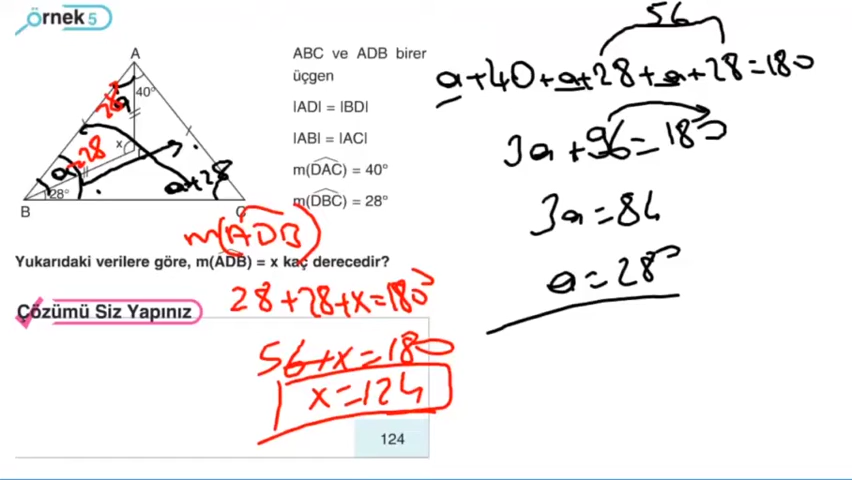 Örnek 5
A
28°
a
40°
x
a=28
28°
a+28
B
C
ABC ve ADB birer
üçgen
|AD| = |BD|
|AB| = |AC|
m(DAC) = 40°
m(DBC) = 28°
m(ADB)
Yukarıdaki verilere göre, m(ADB) = x kaç derecedir?
Çözümü Siz Yapınız
28+28+x=180°
56+x=180
x=124
124
56
a+40+a+28+a+28=180
3a+96=180
3a=84
a=28°